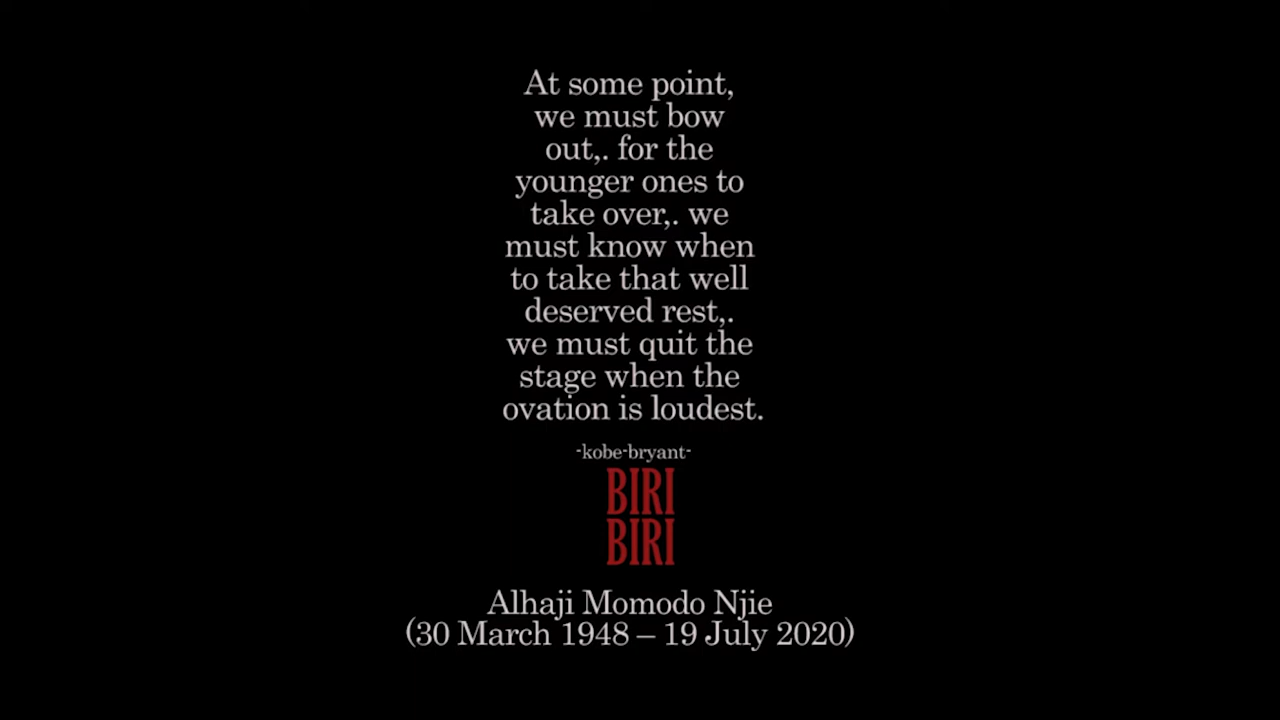 At some point,
we must bow
out,. for the
younger ones to
take over,. we
must know when
to take that well
deserved rest,.
we must quit the
stage when the
ovation is loudest.
-kobe-bryant-
BIRI
BIRI
Alhaji Momodo Njie
(30 March 1948 – 19 July 2020)